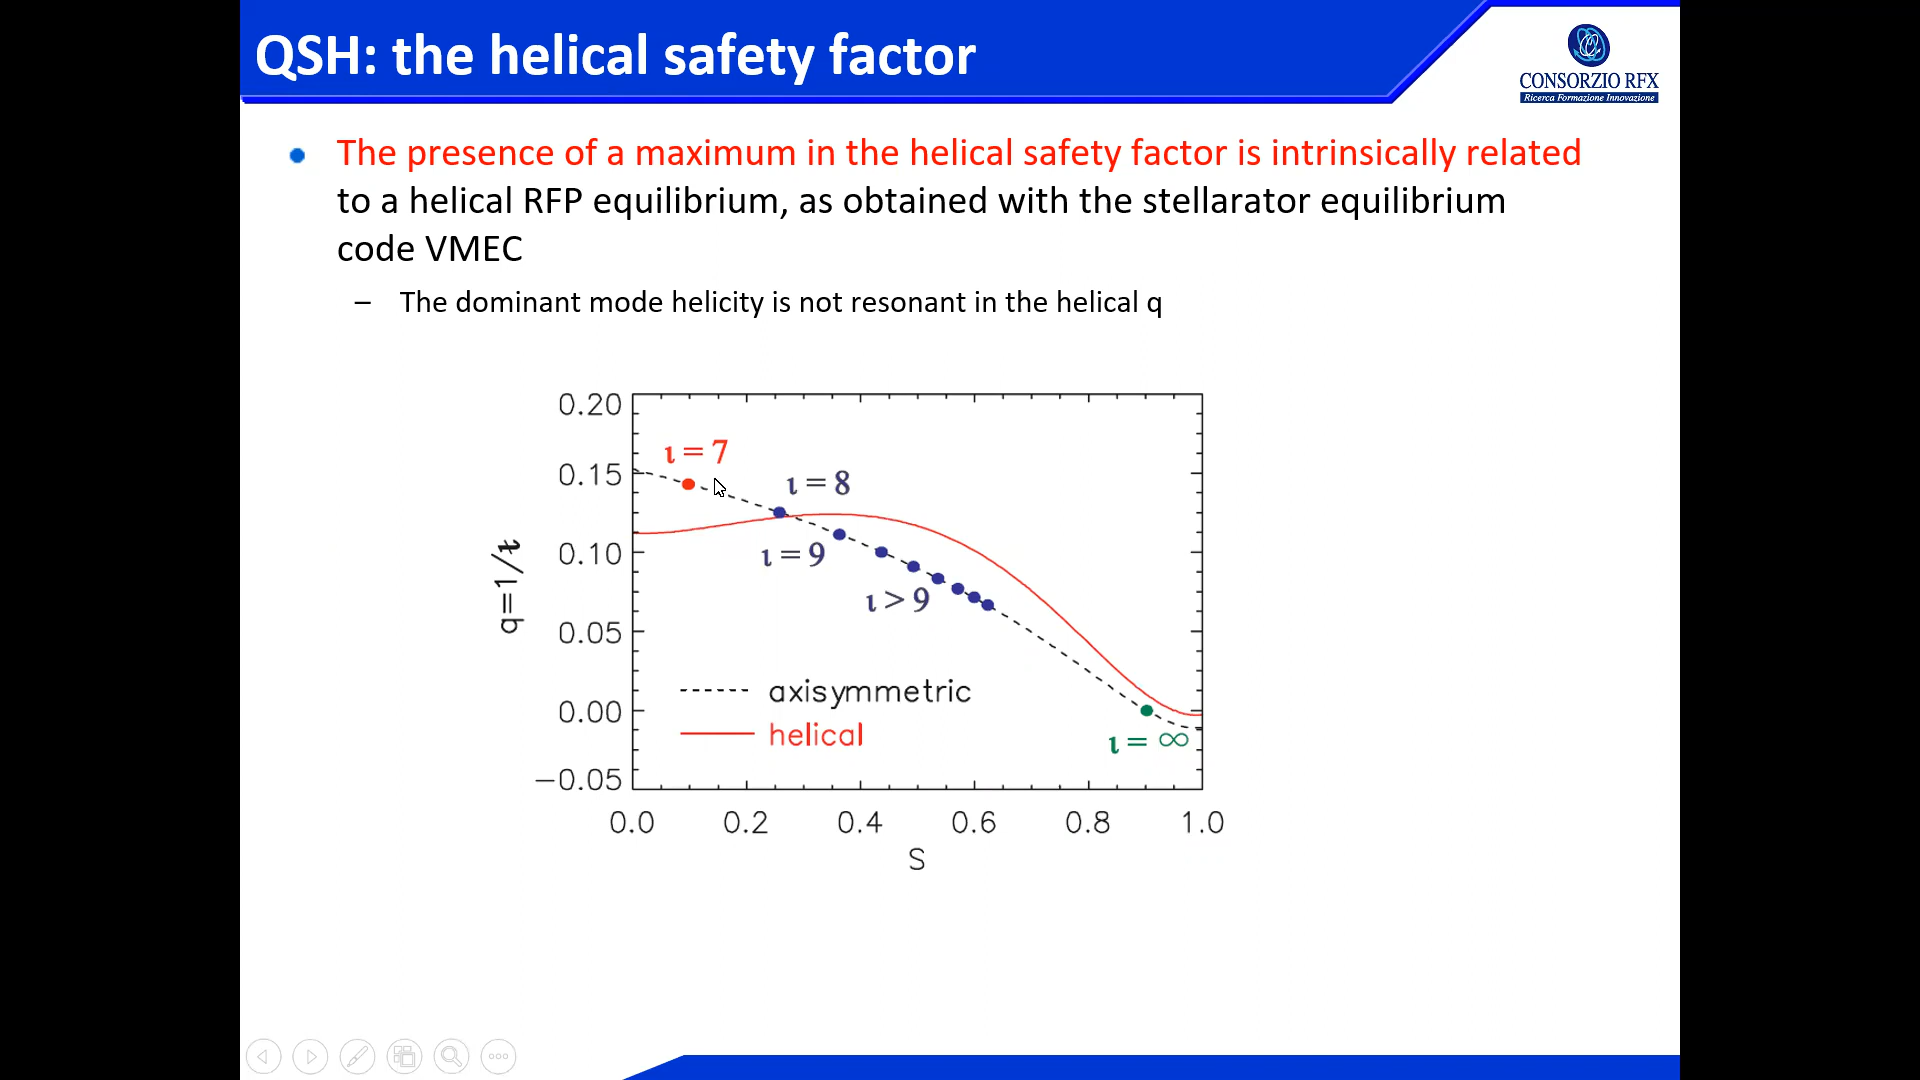 QSH: the helical safety factor
CONSORZIO RFX
Ricerca Formazione Innovazione
The presence of a maximum in the helical safety factor is intrinsically related
to a helical RFP equilibrium, as obtained with the stellarator equilibrium
code VMEC
– The dominant mode helicity is not resonant in the helical q
0.20
0.15
0.10
0.05
0.00
−0.05
q=1/ɩ
ɩ = 7
ɩ = 8
ɩ = 9
ɩ > 9
axisymmetric
helical
ɩ = ∞
0.0 0.2 0.4 0.6 0.8 1.0
S